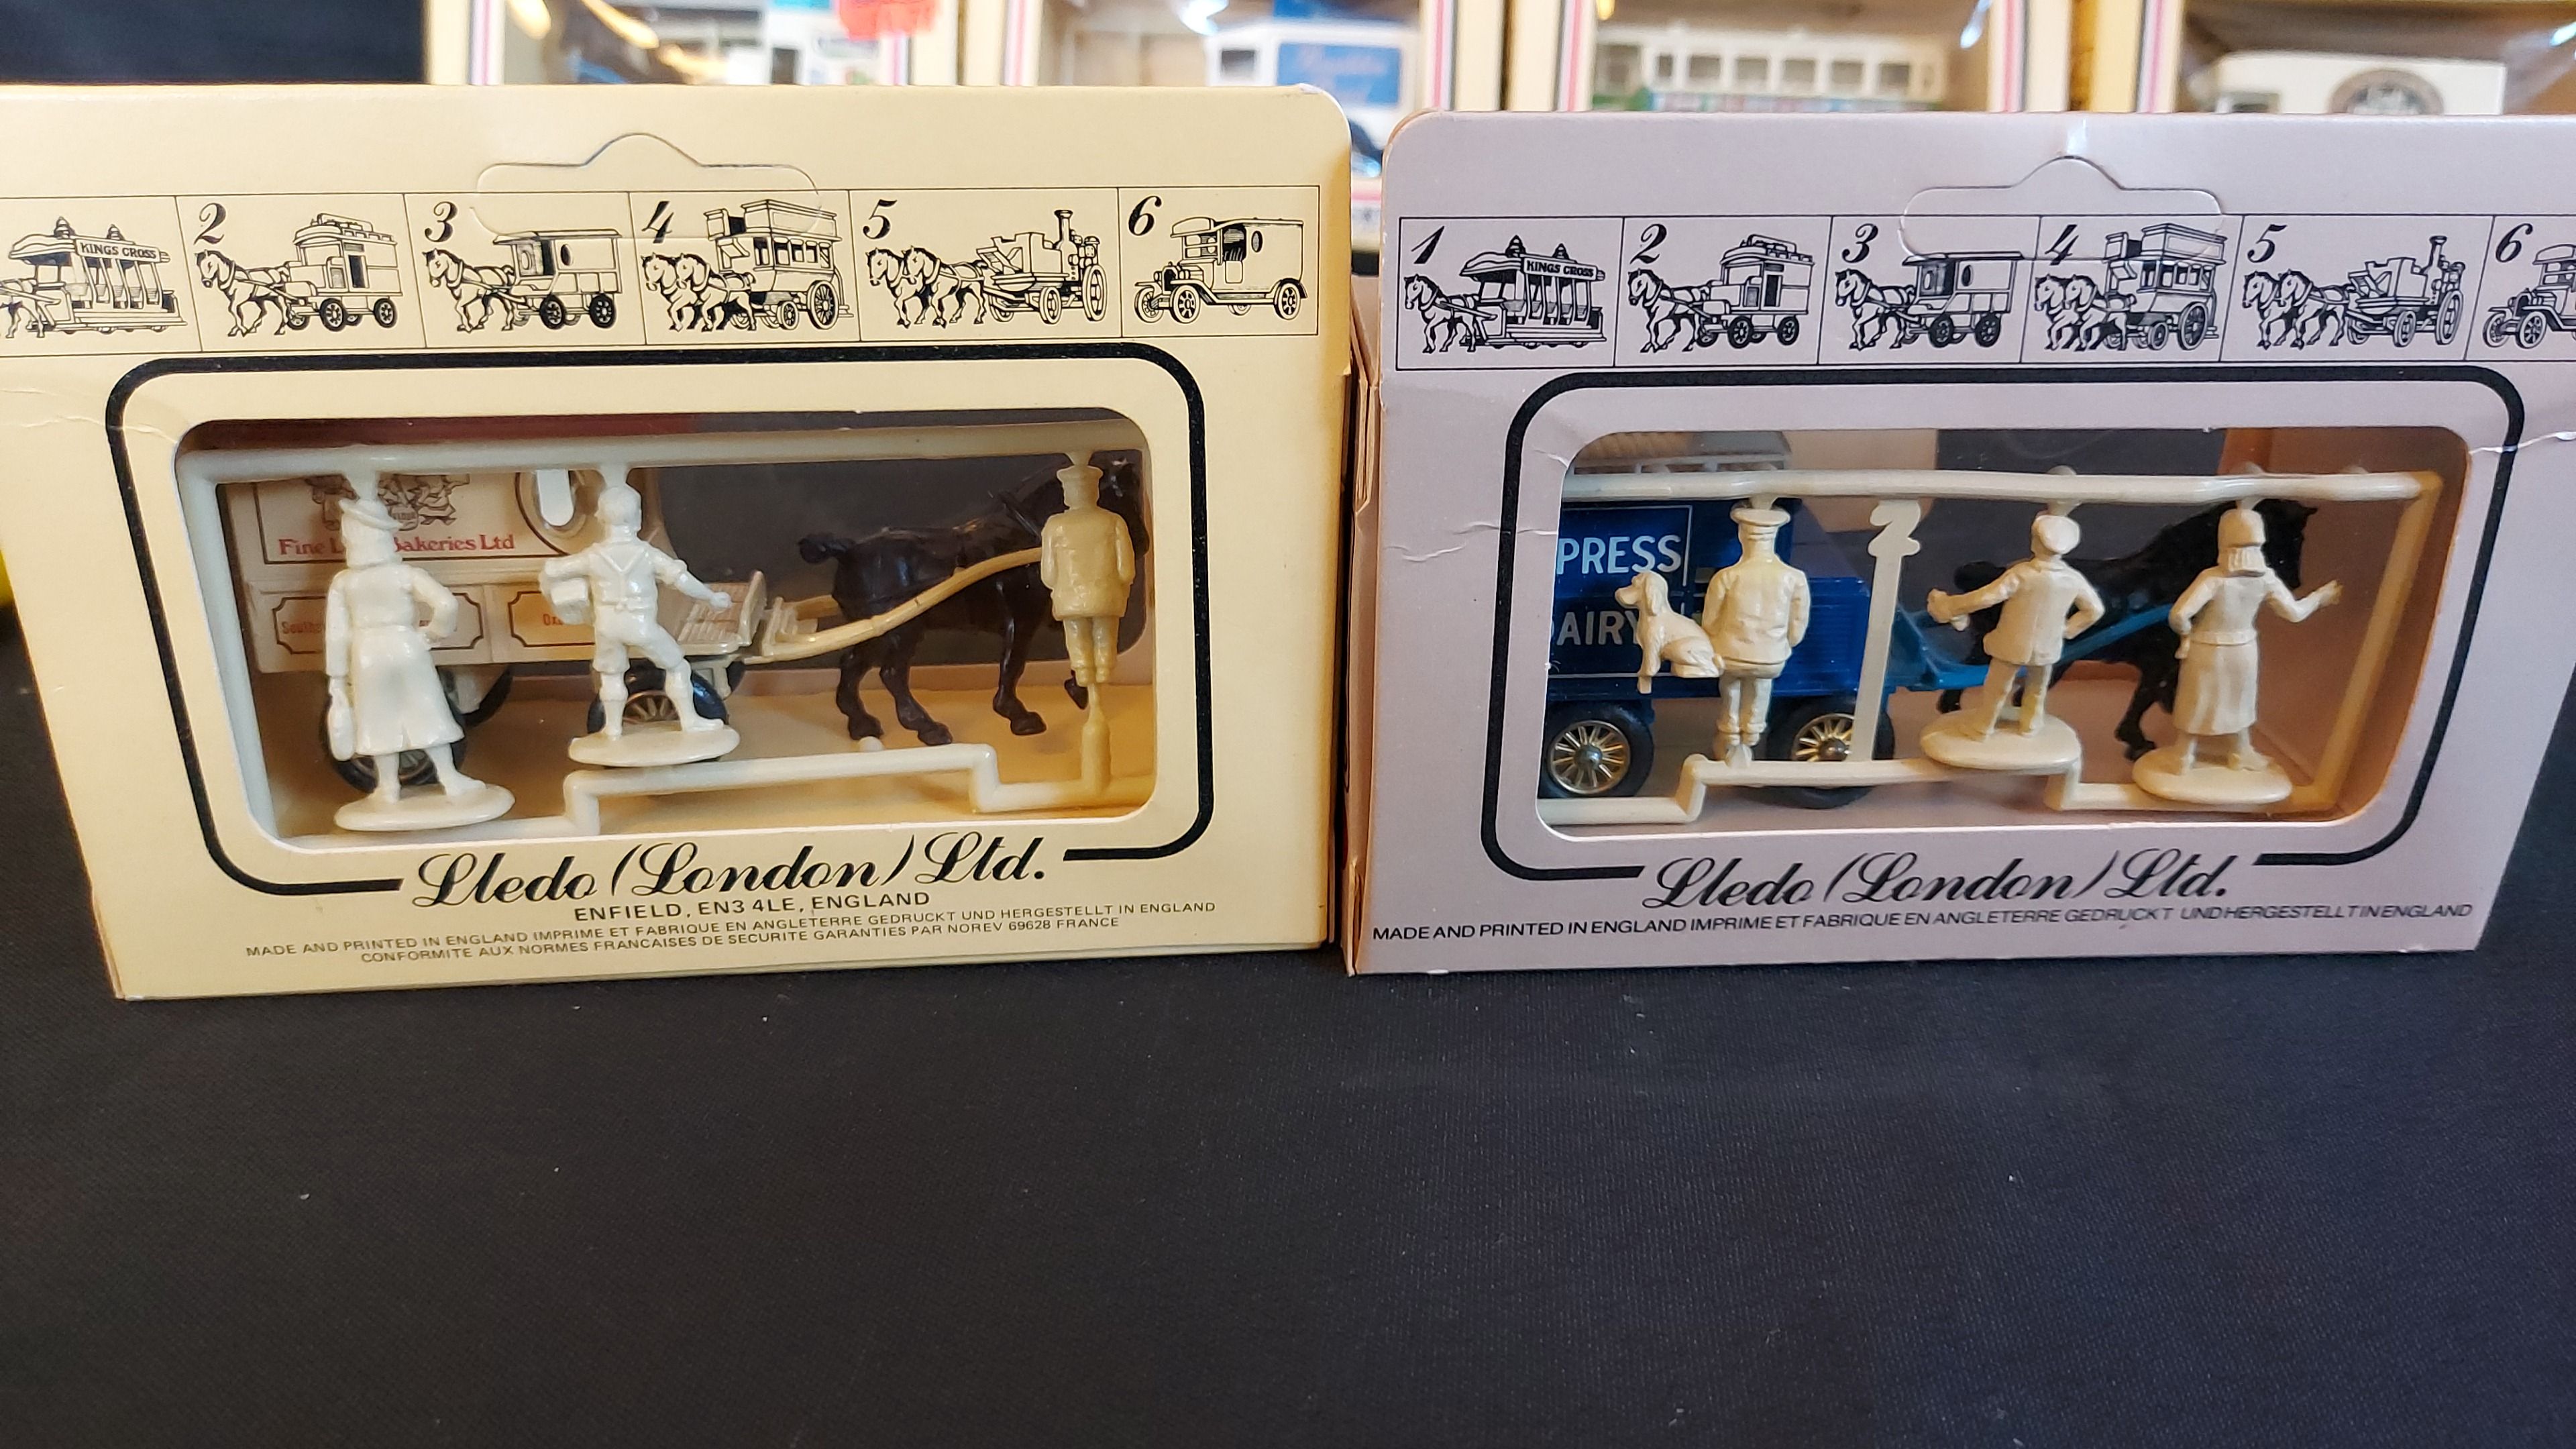 KINGS CROSS
2 3 4 5 6
Fine Bakeries Ltd
Lledo (London) Ltd.
ENFIELD, EN3 4LE, ENGLAND
MADE AND PRINTED IN ENGLAND IMPRIME ET FABRIQUE EN ANGLETERRE GEDRUCKT UND HERGESTELLT IN ENGLAND
CONFORMITE AUX NORMES FRANCAISES DE SECURITE GARANTIES PAR NOREV 69628 FRANCE
1 2 3 4 5 6
KINGS CROSS
PRESS
2
AIRY
Lledo (London) Ltd.
MADE AND PRINTED IN ENGLAND IMPRIME ET FABRIQUE EN ANGLETERRE GEDRUCKT UND HERGESTELLT IN ENGLAND